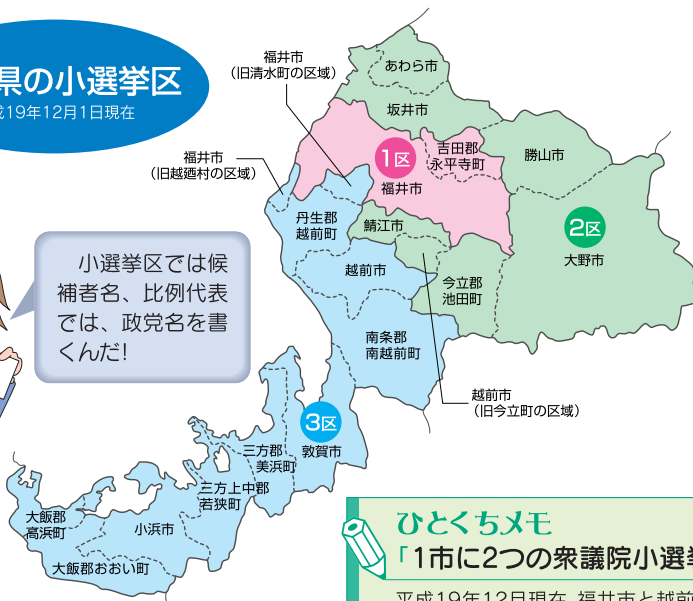 県の小選挙区
成19年12月1日現在
福井市
（旧清水町の区域）
福井市
（旧越廼村の区域）
あわら市
坂井市
吉田郡
永平寺町
1区
福井市
勝山市
2区
大野市
丹生郡
越前町
鯖江市
越前市
今立郡
池田町
南条郡
南越前町
越前市
（旧今立町の区域）
小選挙区では候
補者名、比例代表
では、政党名を書
くんだ!
3区
敦賀市
三方郡
美浜町
三方上中郡
若狭町
大飯郡
高浜町
小浜市
大飯郡おおい町
ひとくちメモ
「1市に2つの衆議院小選挙
平成19年12月現在、福井市と越前